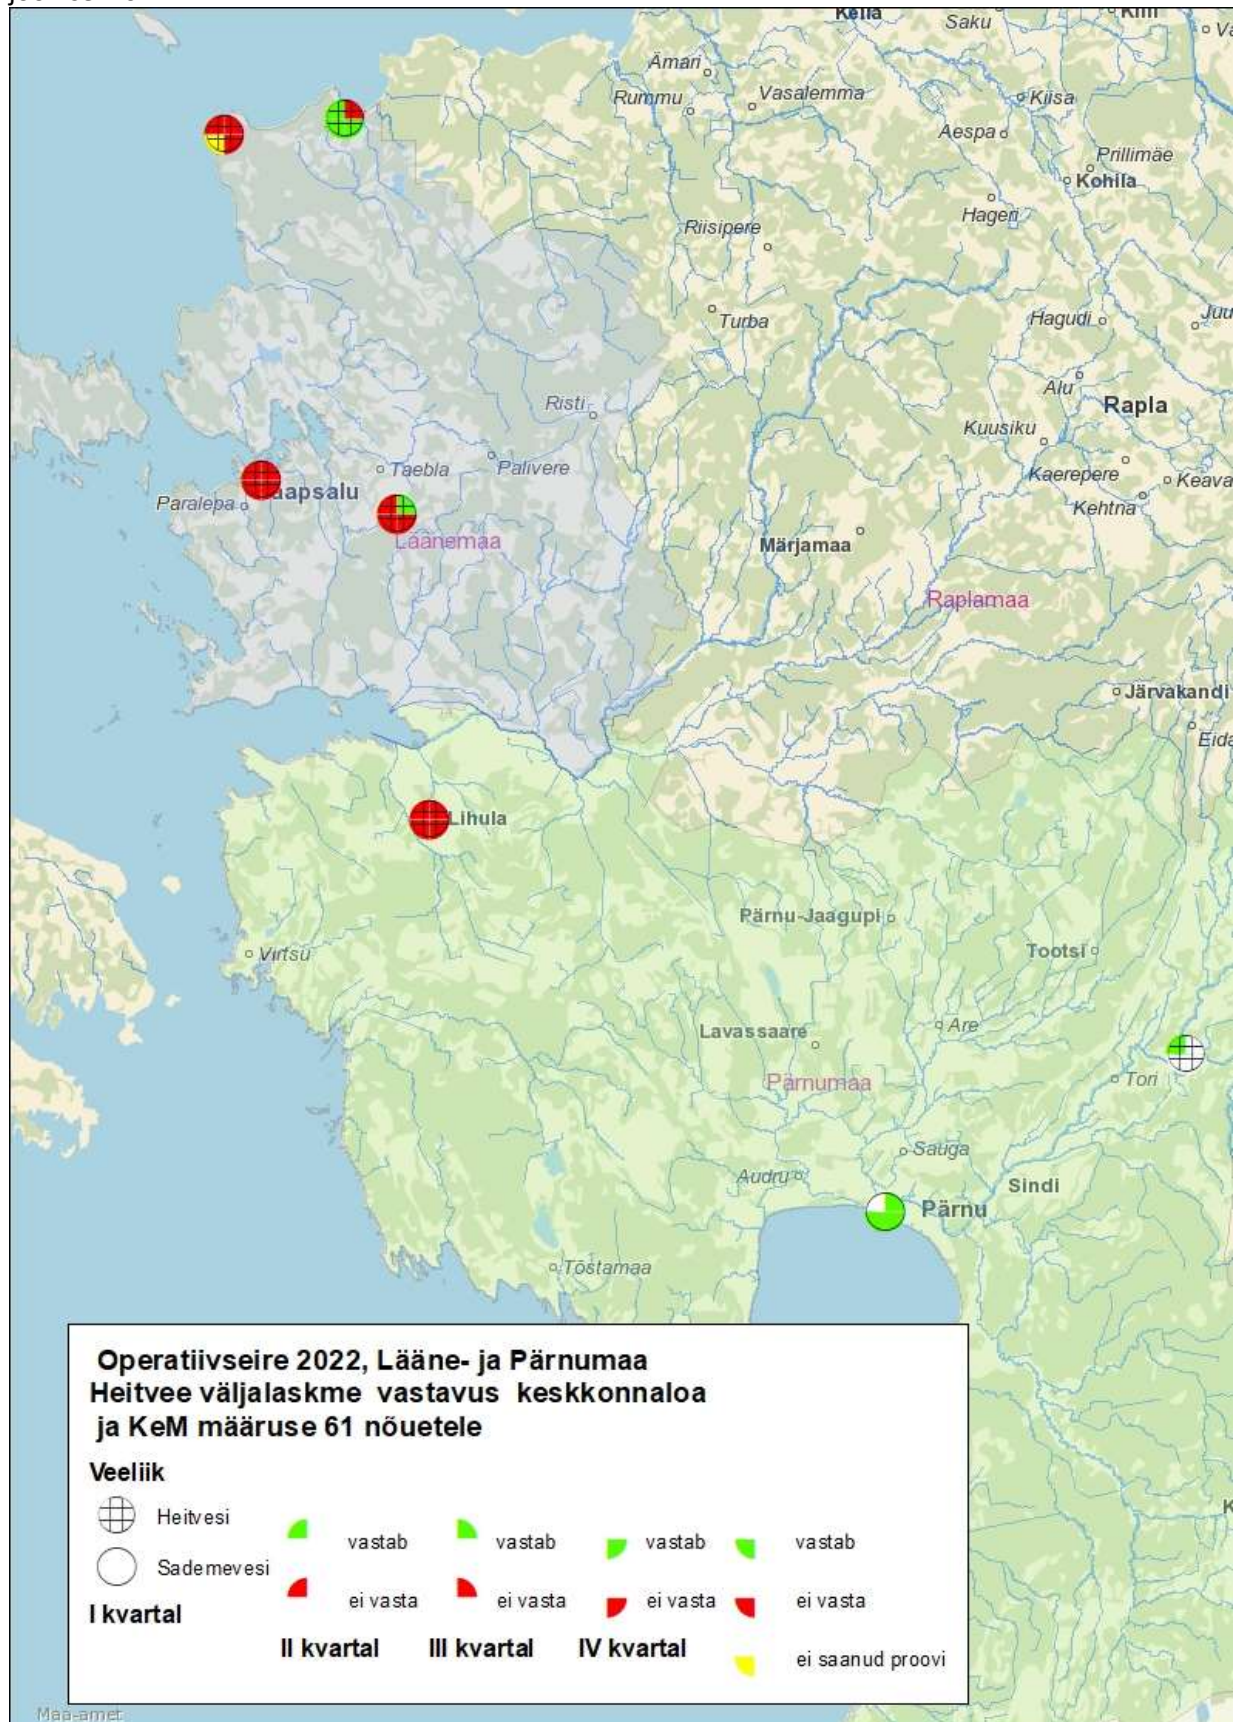 Keila
Saku
Kiili
Ämari
Rummu
Vasalemma
Kiisa
Aespa
Prillimäe
Kohila
Hageri
Riisipere
Turba
Hagudi
Juu
Alu
Rapla
Risti
Kuusiku
Kaerepere
Keava
Kehtna
Taebla
Palivere
Paralepa
aapsalu
Läänemaa
Märjamaa
Raplamaa
Järvakandi
Eida
Lihula
Pärnu-Jaagupi
Tootsi
Virtsu
Are
Lavassaare
Pärnumaa
Tori
Sauga
Audru
Sindi
Pärnu
Tõstamaa
Operatiivseire 2022, Lääne- ja Pärnumaa
Heitvee väljalaskme vastavus keskkonnaloa
ja KeM määruse 61 nõuetele
Veeliik
Heitvesi
Sademevesi
I kvartal
vastab vastab vastab vastab
ei vasta ei vasta ei vasta ei vasta
II kvartal III kvartal IV kvartal
ei saanud proovi
K
Maa-amet